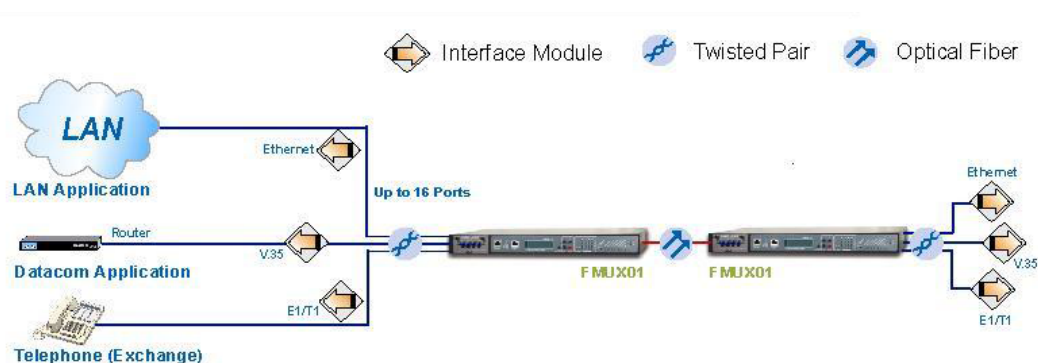 Interface Module
Twisted Pair
Optical Fiber
LAN
LAN Application
Ethernet
Up to 16 Ports
Router
V.35
Datacom Application
E1/T1
Telephone (Exchange)
FMUX01
FMUX01
Ethernet
V.35
E1/T1